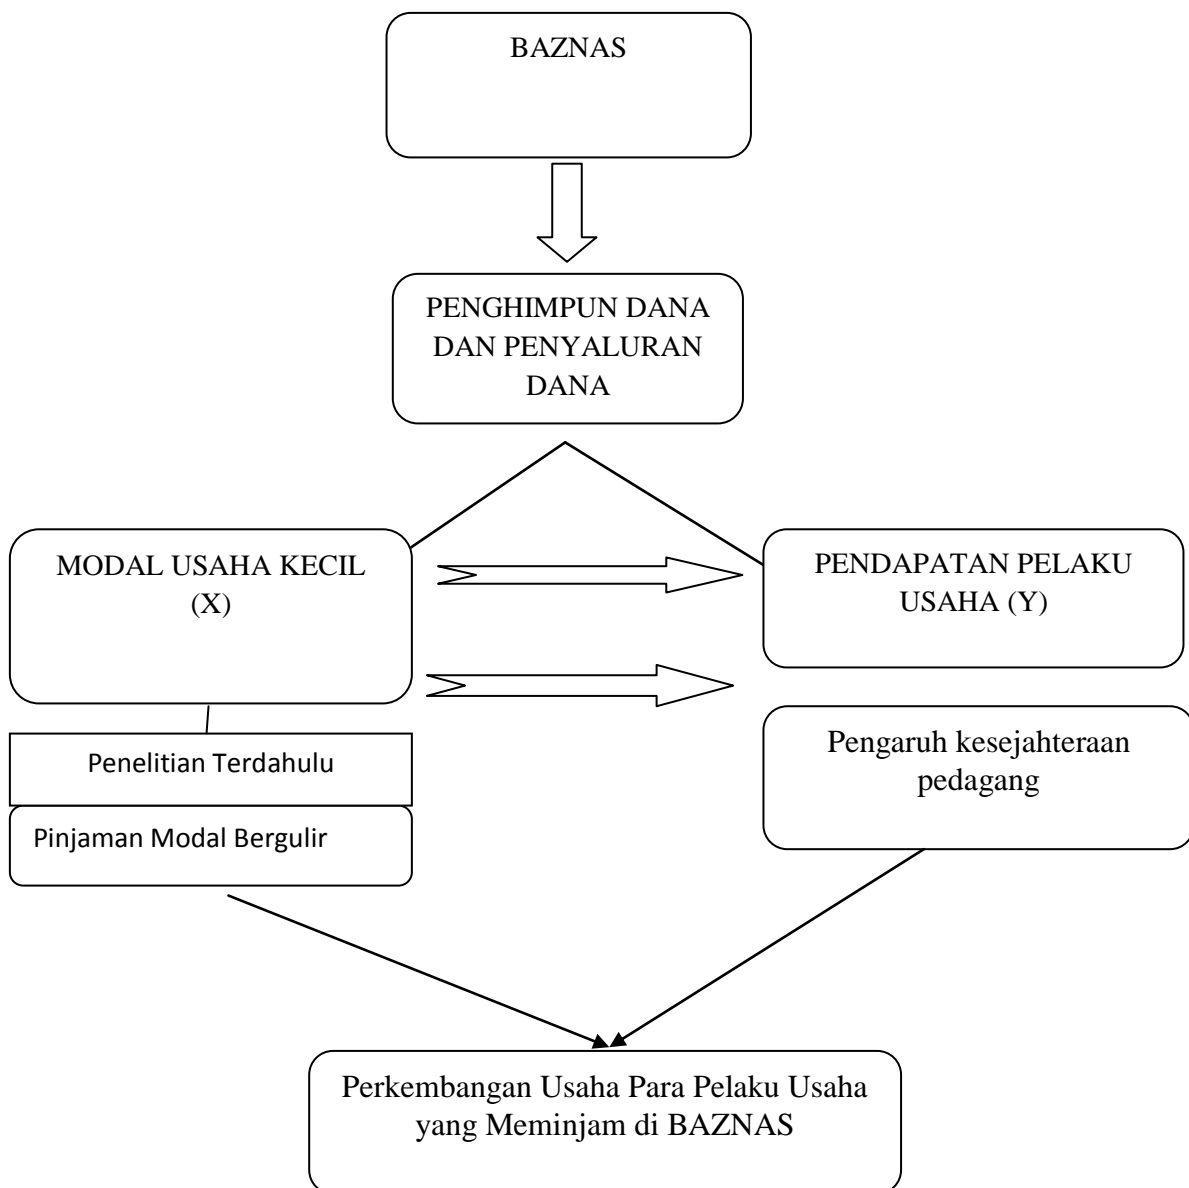 BAZNAS
PENGHIMPUN DANA
DAN PENYALURAN
DANA
MODAL USAHA KECIL
(X)
PENDAPATAN PELAKU
USAHA (Y)
Penelitian Terdahulu
Pinjaman Modal Bergulir
Pengaruh kesejahteraan
pedagang
Perkembangan Usaha Para Pelaku Usaha
yang Meminjam di BAZNAS